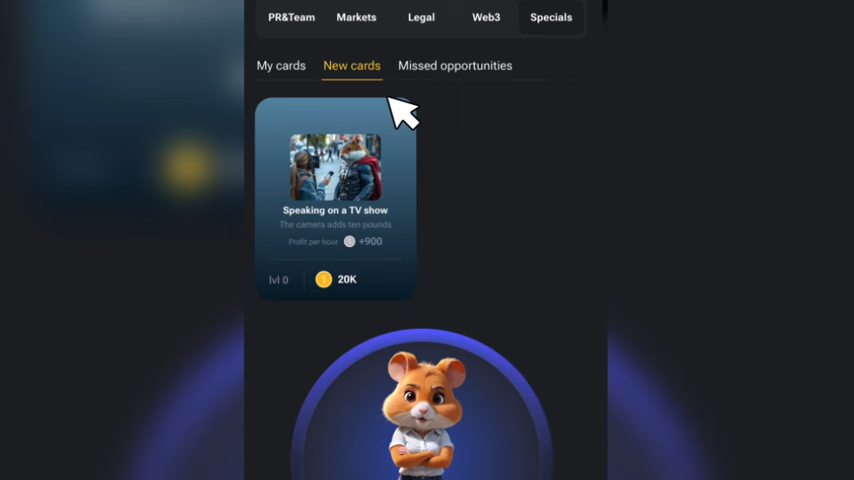 PR&Team Markets Legal Web3 Specials
My cards New cards Missed opportunities
Speaking on a TV show
The camera adds ten pounds
Profit per hour +900
lvl 0 20K